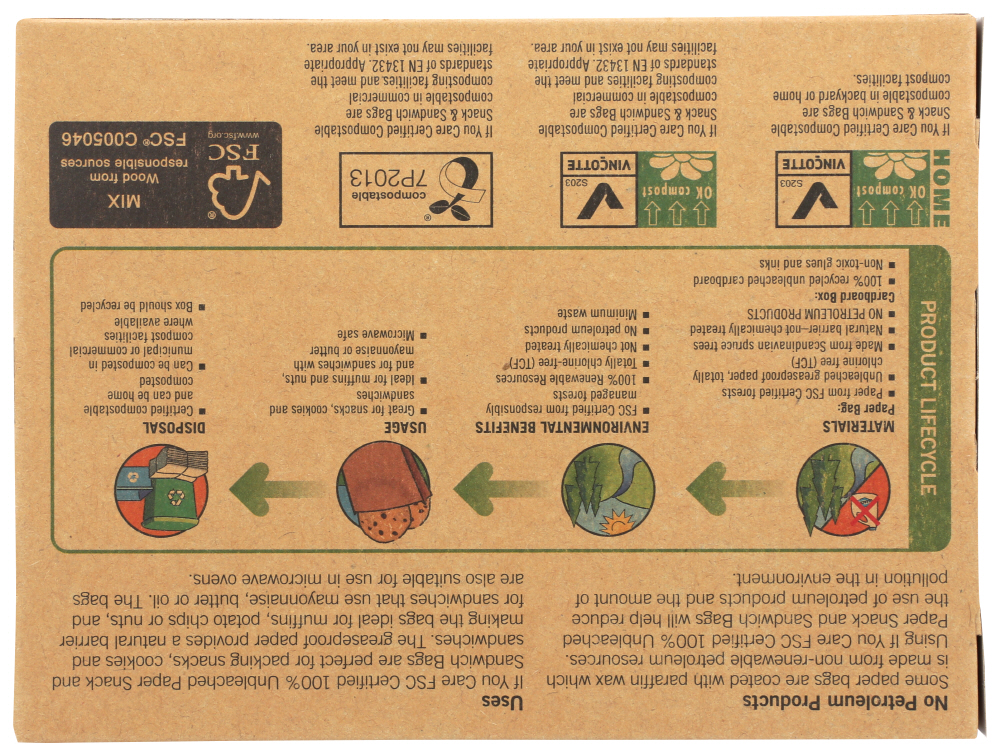 No Petroleum Products
Some paper bags are coated with paraffin wax which
is made from non-renewable petroleum resources.
Using If You Care FSC Certified 100% Unbleached
Paper Snack and Sandwich Bags will help reduce
the use of petroleum products and the amount of
pollution in the environment.
Uses
If You Care FSC Certified 100% Unbleached Paper Snack and
Sandwich Bags are perfect for packing snacks, cookies and
sandwiches. The greaseproof paper provides a natural barrier
making the bags ideal for muffins, potato chips or nuts, and
for sandwiches that use mayonnaise, butter or oil. The bags
are also suitable for use in microwave ovens.
PRODUCT LIFECYCLE
MATERIALS
Paper Bag:
▪ Paper from FSC Certified forests
▪ Unbleached greaseproof paper, totally
chlorine free (TCF)
▪ Made from Scandinavian spruce trees
▪ Natural barrier—not chemically treated
▪ NO PETROLEUM PRODUCTS
Cardboard Box:
▪ 100% recycled unbleached cardboard
▪ Non-toxic glues and inks
ENVIRONMENTAL BENEFITS
▪ FSC Certified from responsibly
managed forests
▪ 100% Renewable Resources
▪ Totally chlorine-free (TCF)
▪ Not chemically treated
▪ No petroleum products
▪ Minimum waste
USAGE
▪ Great for snacks, cookies and
sandwiches
▪ Ideal for muffins and nuts,
and for sandwiches with
mayonnaise or butter
▪ Microwave safe
DISPOSAL
▪ Certified compostable
and can be home
composted
▪ Can be composted in
municipal or commercial
compost facilities
where available
▪ Box should be recycled
HOME
OK compost
VINÇOTTE
S203
If You Care Certified Compostable
Snack & Sandwich Bags are
compostable in backyard or home
compost facilities.
OK compost
VINÇOTTE
S203
If You Care Certified Compostable
Snack & Sandwich Bags are
compostable in commercial
composting facilities and meet the
standards of EN 13432. Appropriate
facilities may not exist in your area.
®
compostable
7P2013
If You Care Certified Compostable
Snack & Sandwich Bags are
compostable in commercial
composting facilities and meet the
standards of EN 13432. Appropriate
facilities may not exist in your area.
®
FSC
www.fsc.org
MIX
Wood from
responsible sources
FSC® C005046